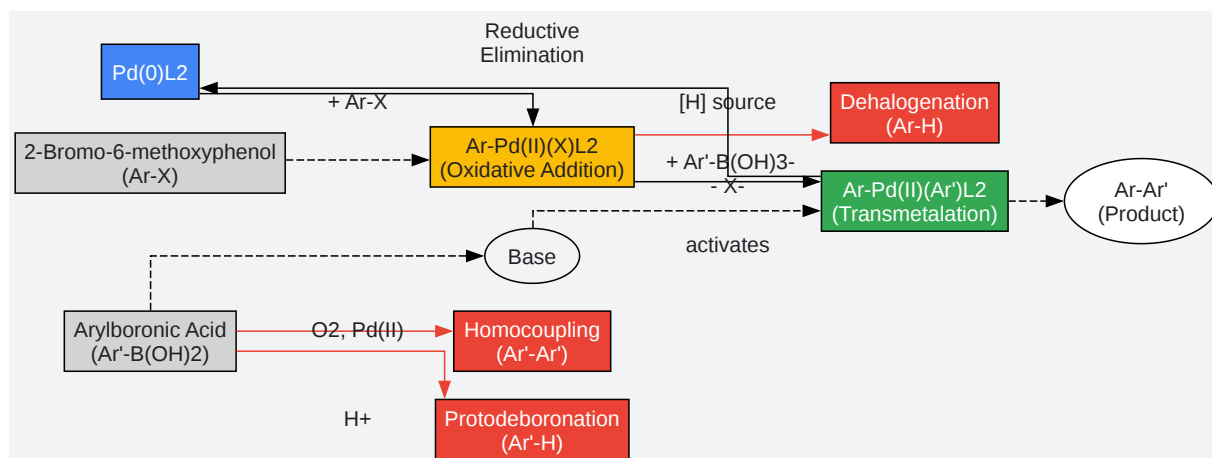 Reductive
Elimination
Pd(0)L2
+ Ar-X
[H] source
Dehalogenation
(Ar-H)
2-Bromo-6-methoxyphenol
(Ar-X)
Ar-Pd(II)(X)L2
(Oxidative Addition)
+ Ar'-B(OH)3-
- X-
Ar-Pd(II)(Ar')L2
(Transmetalation)
Ar-Ar'
(Product)
Base
activates
Arylboronic Acid
(Ar'-B(OH)2)
O2, Pd(II)
Homocoupling
(Ar'-Ar')
H+
Protodeboronation
(Ar'-H)